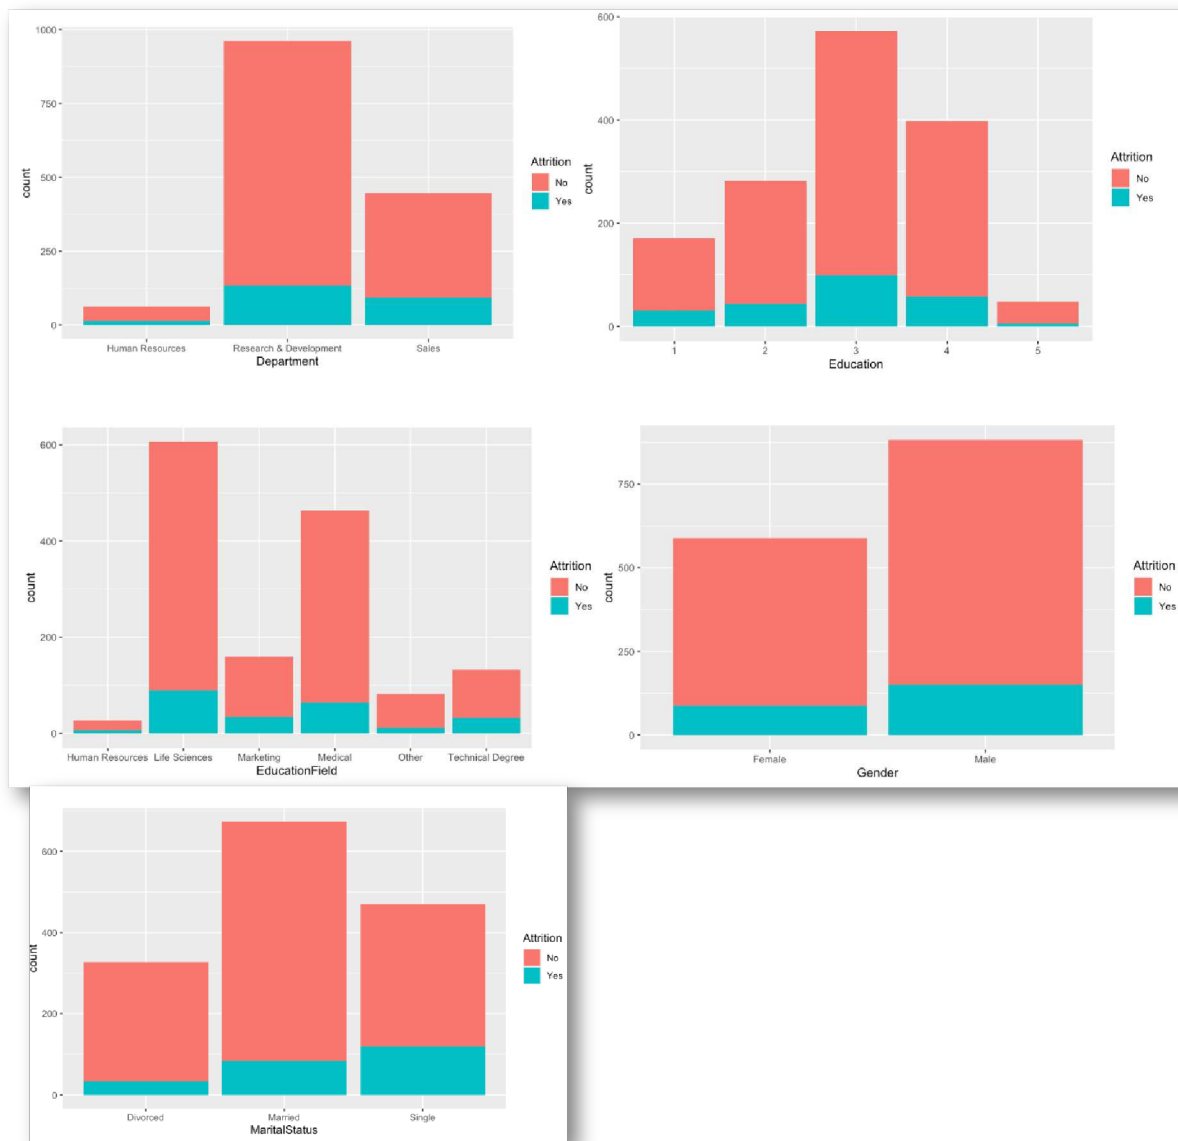 1000
750
500
250
0
count
Human Resources
Research & Development
Sales
Department
Attrition
No
Yes
600
400
200
0
count
1
2
3
4
5
Education
Attrition
No
Yes
600
400
200
0
count
Human Resources
Life Sciences
Marketing
Medical
Other
Technical Degree
EducationField
Attrition
No
Yes
750
500
250
0
count
Female
Male
Gender
Attrition
No
Yes
600
400
200
0
count
Divorced
Married
Single
MaritalStatus
Attrition
No
Yes